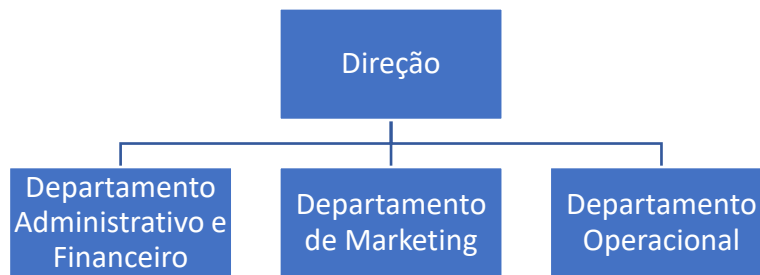 Direção
Departamento
Administrativo e
Financeiro
Departamento
de Marketing
Departamento
Operacional